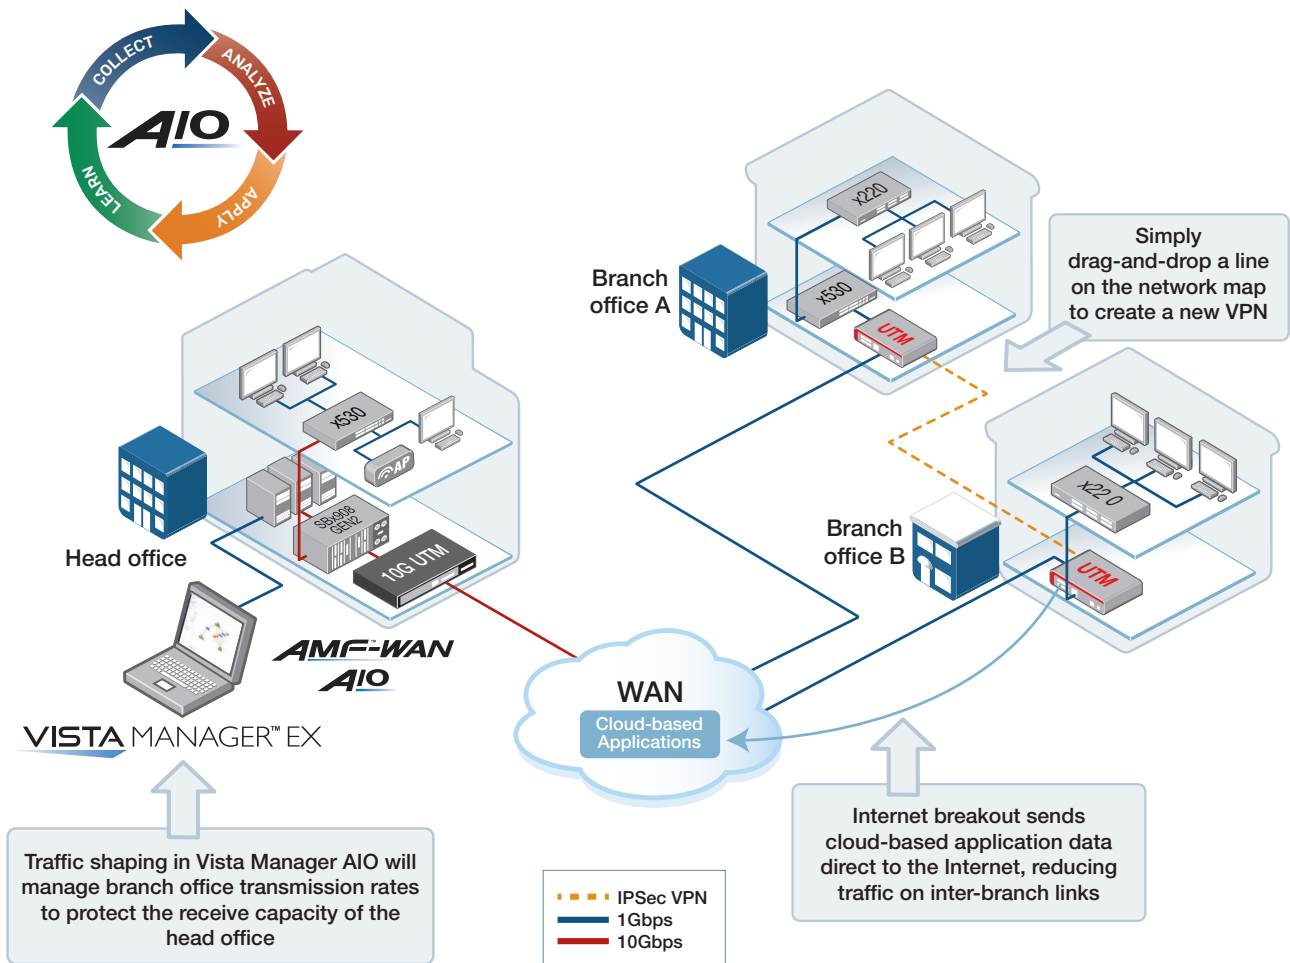 COLLECT
ANALYZE
APPLY
LEARN
AIO
Branch
office A
x220
x530
UTM
Simply
drag-and-drop a line
on the network map
to create a new VPN
Head office
x530
AP
SBx908
GEN2
10G UTM
Branch
office B
x22 0
UTM
AMF™-WAN
AIO
VISTA MANAGER™ EX
WAN
Cloud-based
Applications
Traffic shaping in Vista Manager AIO will
manage branch office transmission rates
to protect the receive capacity of the
head office
IPSec VPN
1Gbps
10Gbps
Internet breakout sends
cloud-based application data
direct to the Internet, reducing
traffic on inter-branch links